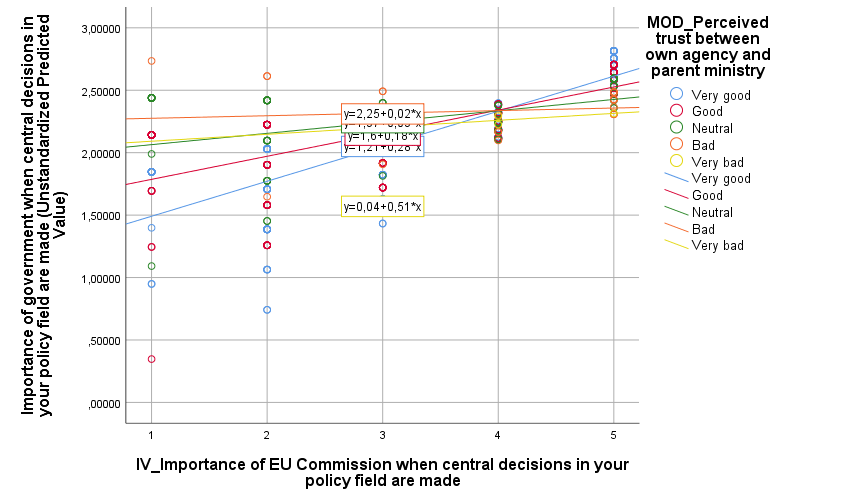 Importance of government when central decisions in
your policy field are made (Unstandardized Predicted
Value)
3,00000
2,50000
2,00000
1,50000
1,00000
,50000
,00000
y=2,25+0,02*x
y=1,6+0,18*x
y=1,21+0,28*x
y=0,04+0,51*x
1 2 3 4 5
IV_Importance of EU Commission when central decisions in your
policy field are made
MOD_Perceived
trust between
own agency and
parent ministry
Very good
Good
Neutral
Bad
Very bad
Very good
Good
Neutral
Bad
Very bad